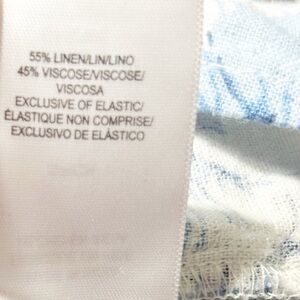 55% LINEN/LIN/LINO
45% VISCOSE/VISCOSE/
VISCOSA
EXCLUSIVE OF ELASTIC/
ÉLASTIQUE NON COMPRISE/
EXCLUSIVO DE ELÁSTICO